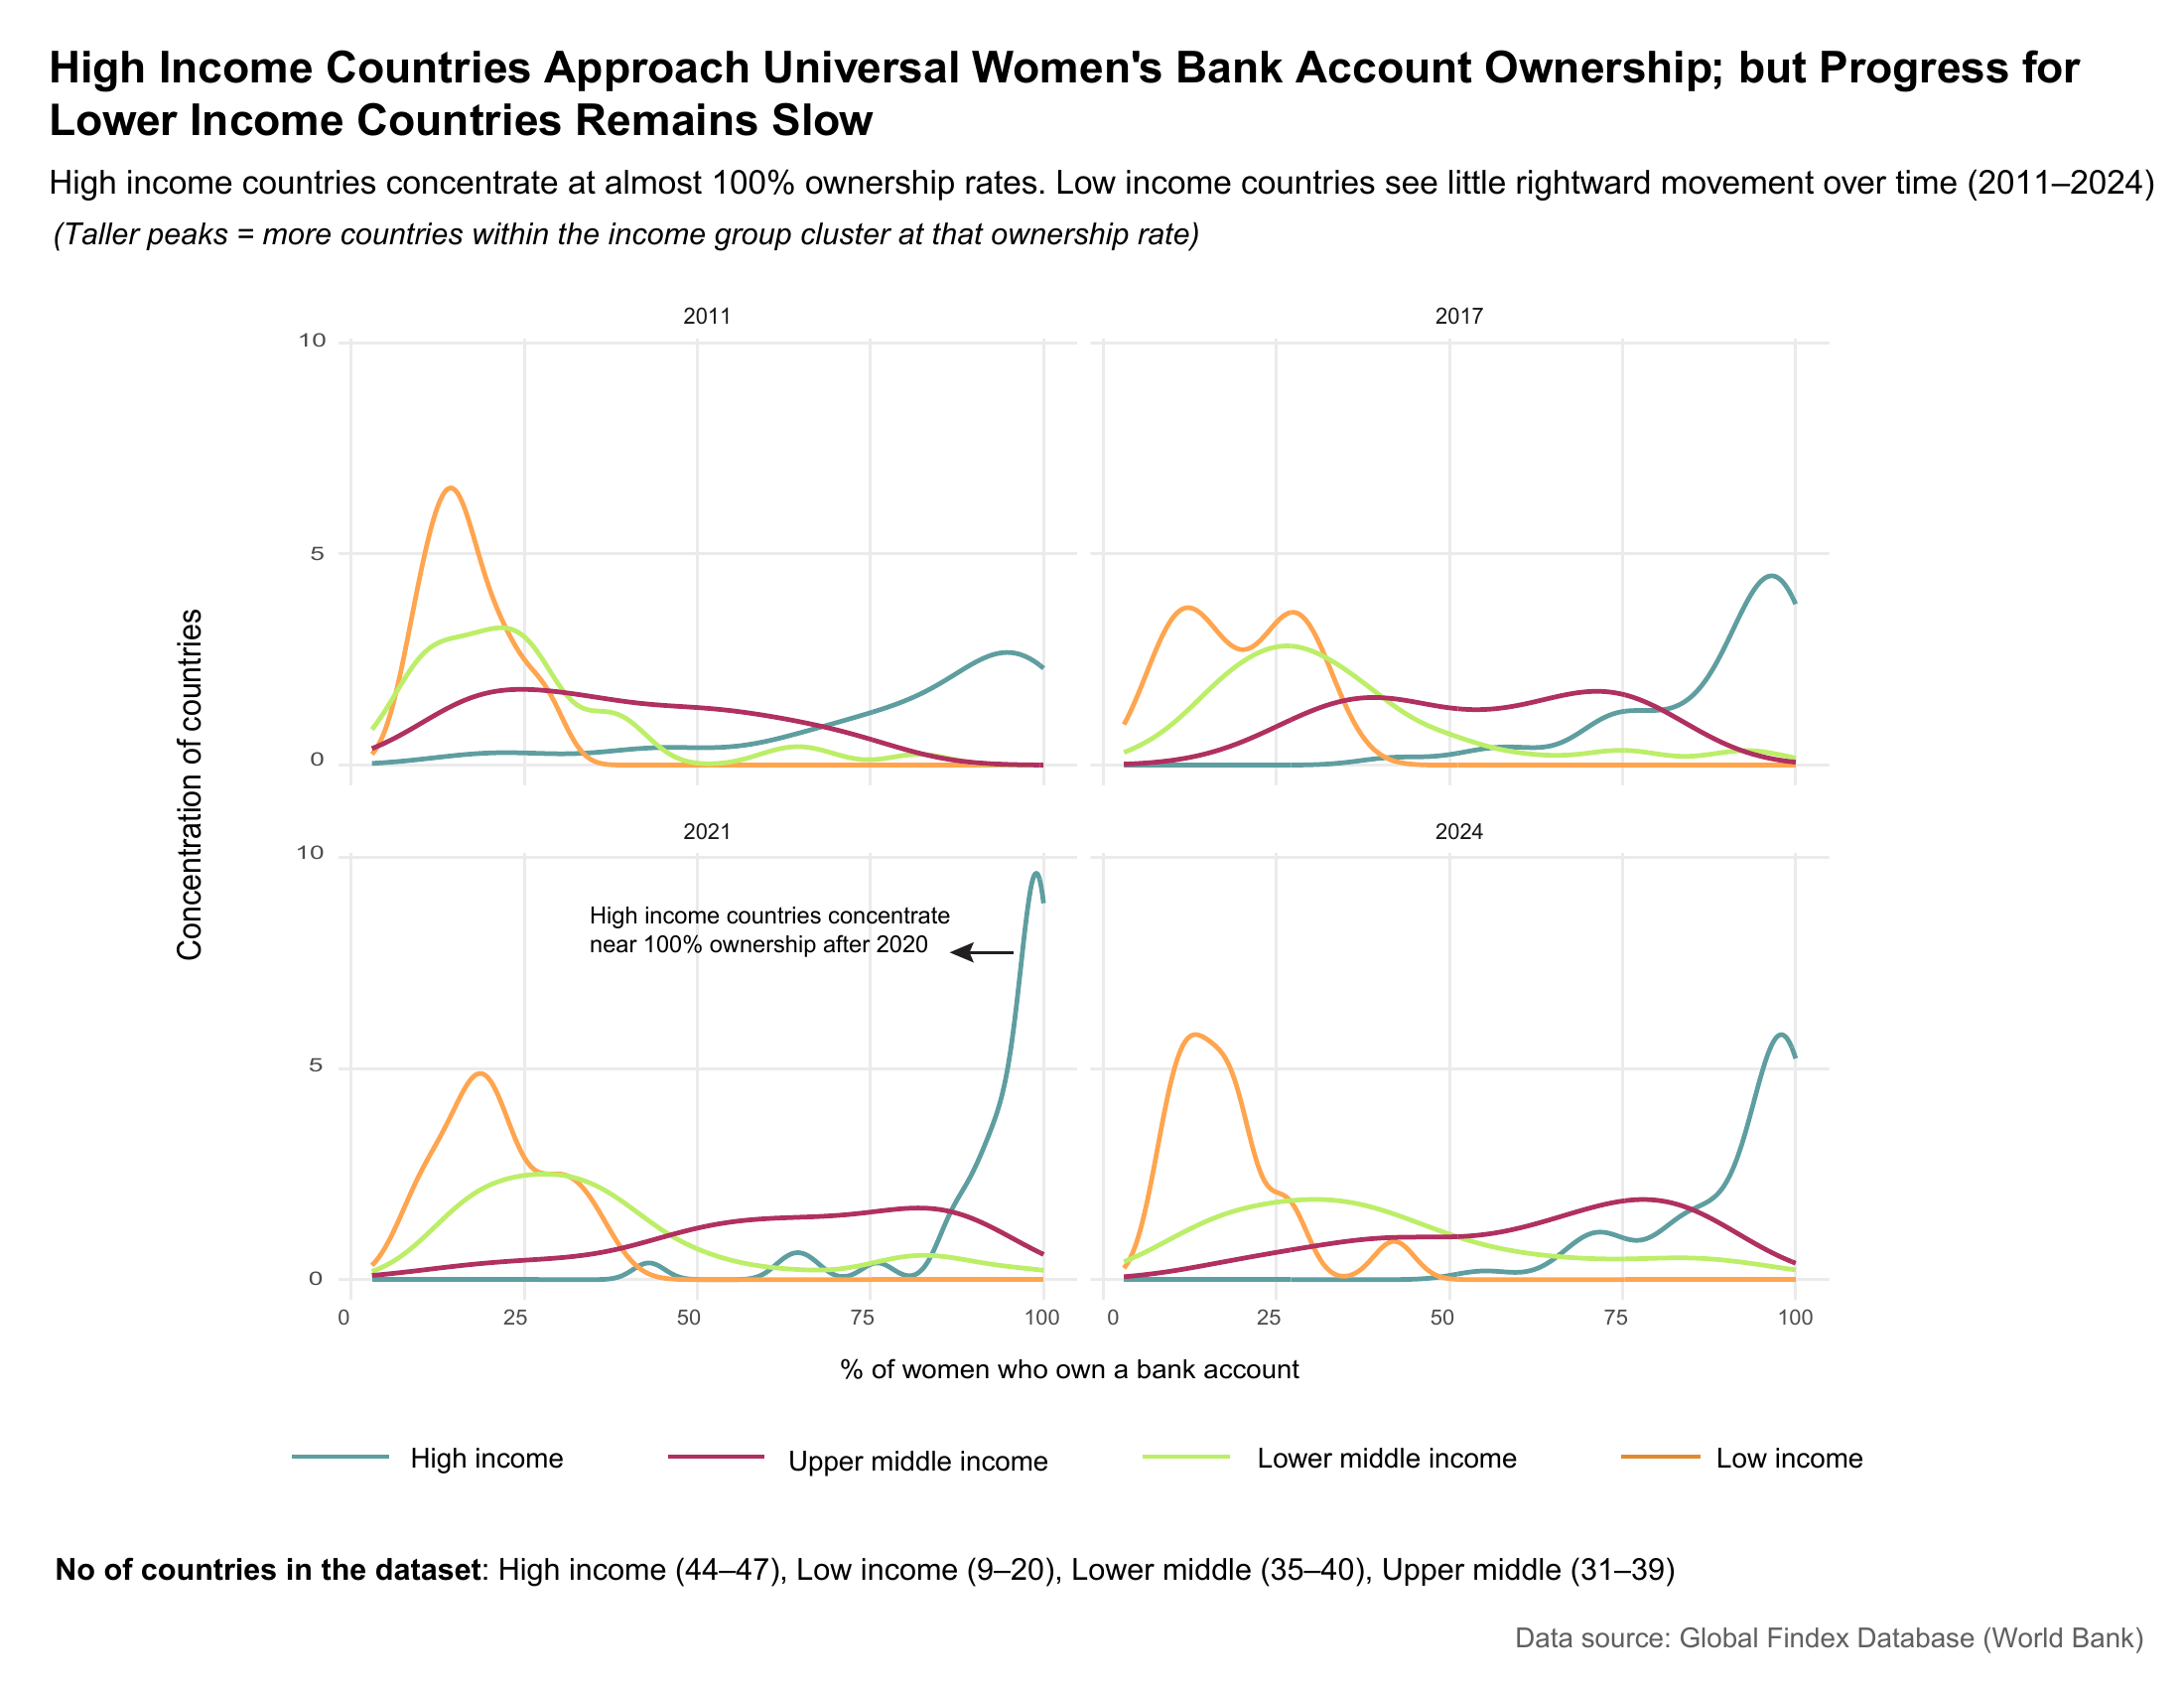 High Income Countries Approach Universal Women's Bank Account Ownership; but Progress for
Lower Income Countries Remains Slow
High income countries concentrate at almost 100% ownership rates. Low income countries see little rightward movement over time (2011–2024)
(Taller peaks = more countries within the income group cluster at that ownership rate)
2011
2017
10
5
0
Concentration of countries
2021
2024
10
High income countries concentrate
near 100% ownership after 2020
5
0
0 25 50 75 100
0 25 50 75 100
% of women who own a bank account
High income
Upper middle income
Lower middle income
Low income
No of countries in the dataset: High income (44–47), Low income (9–20), Lower middle (35–40), Upper middle (31–39)
Data source: Global Findex Database (World Bank)